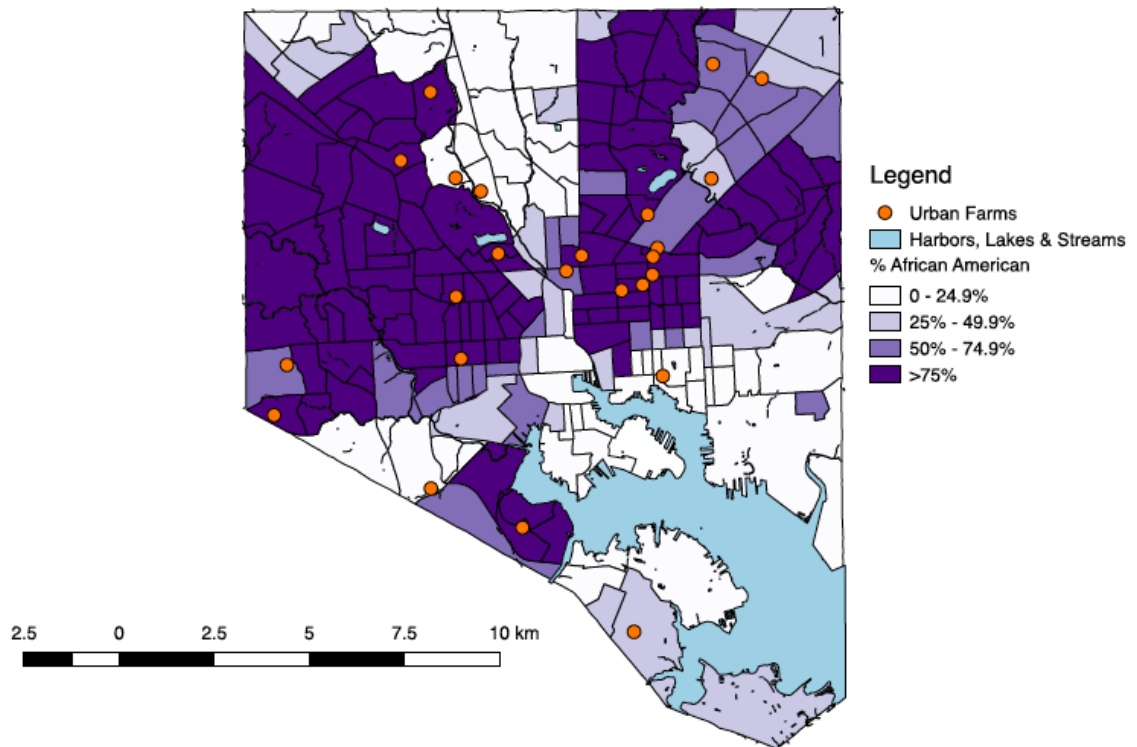 Legend
Urban Farms
Harbors, Lakes & Streams
% African American
0 - 24.9%
25% - 49.9%
50% - 74.9%
>75%
2.5 0 2.5 5 7.5 10 km